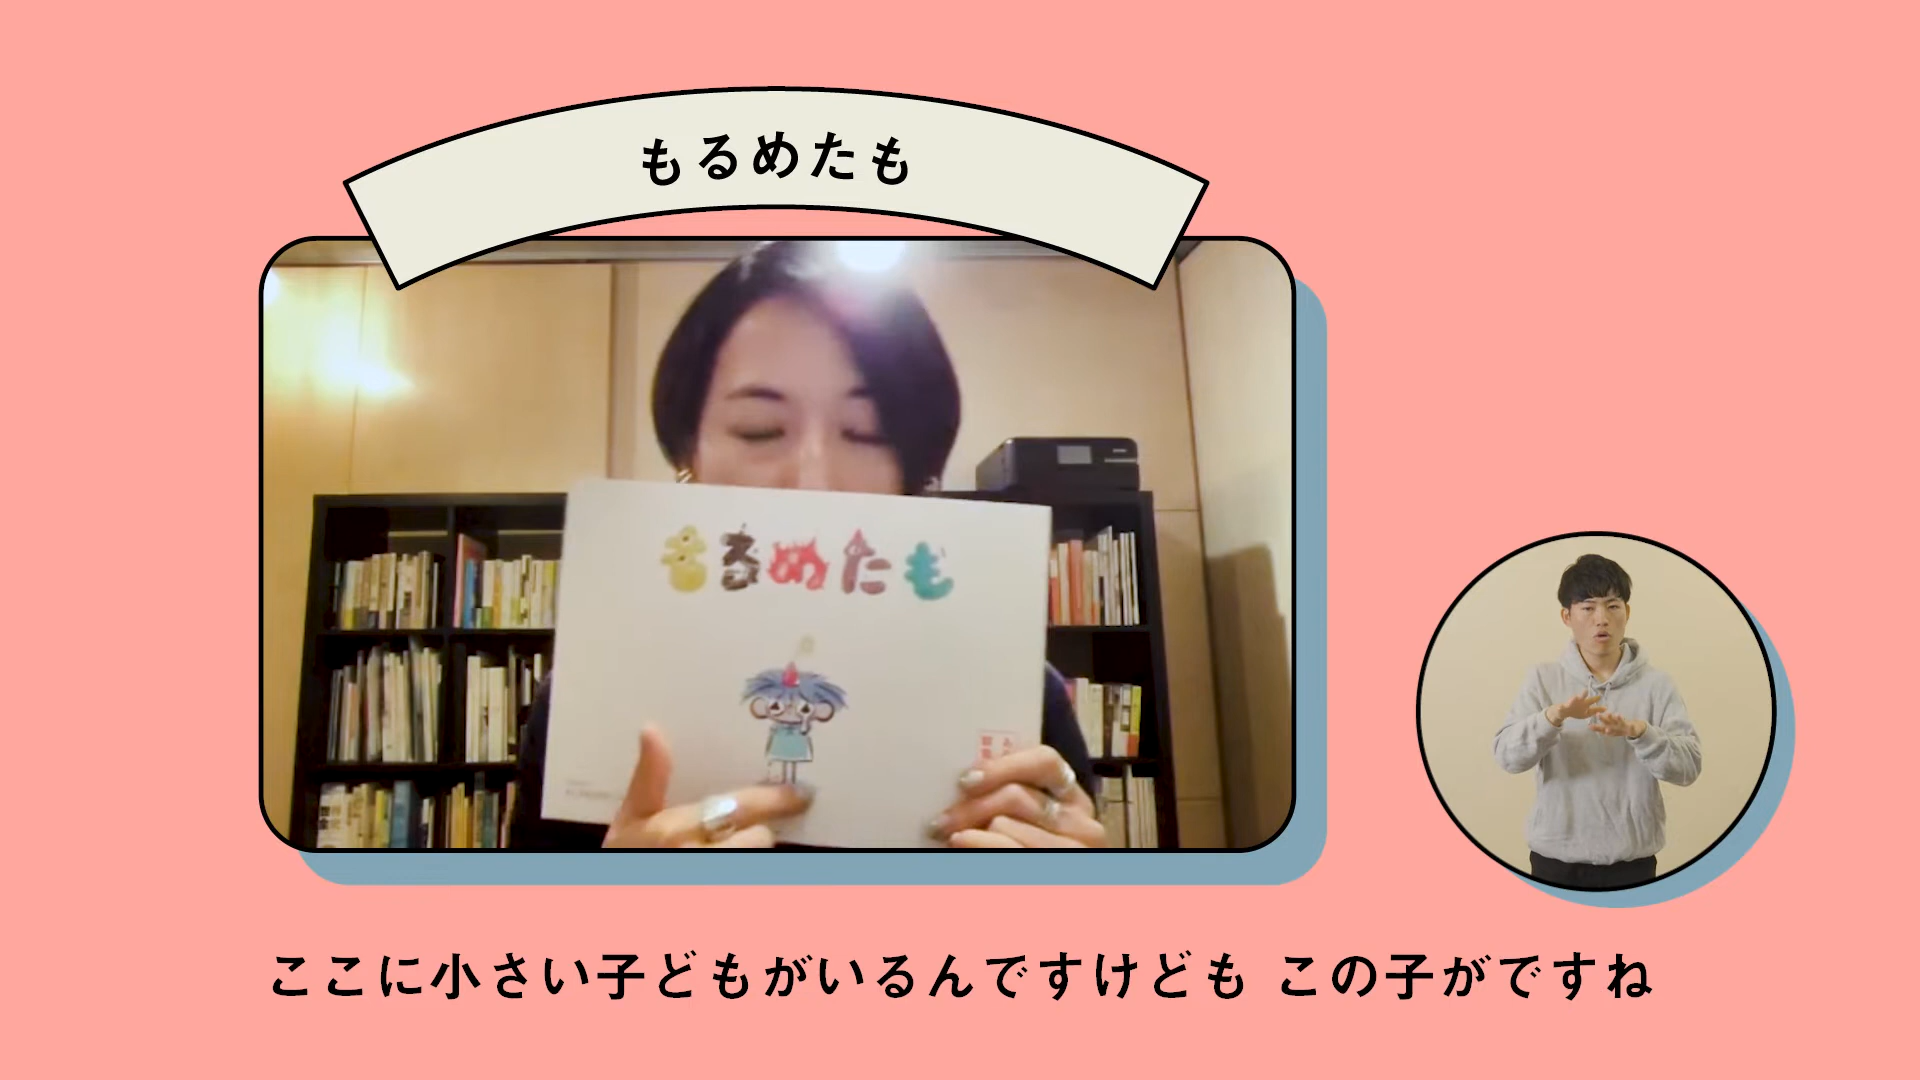 もるめたも
もるめたも
ここに小さい子どもがいるんですけども この子がですね